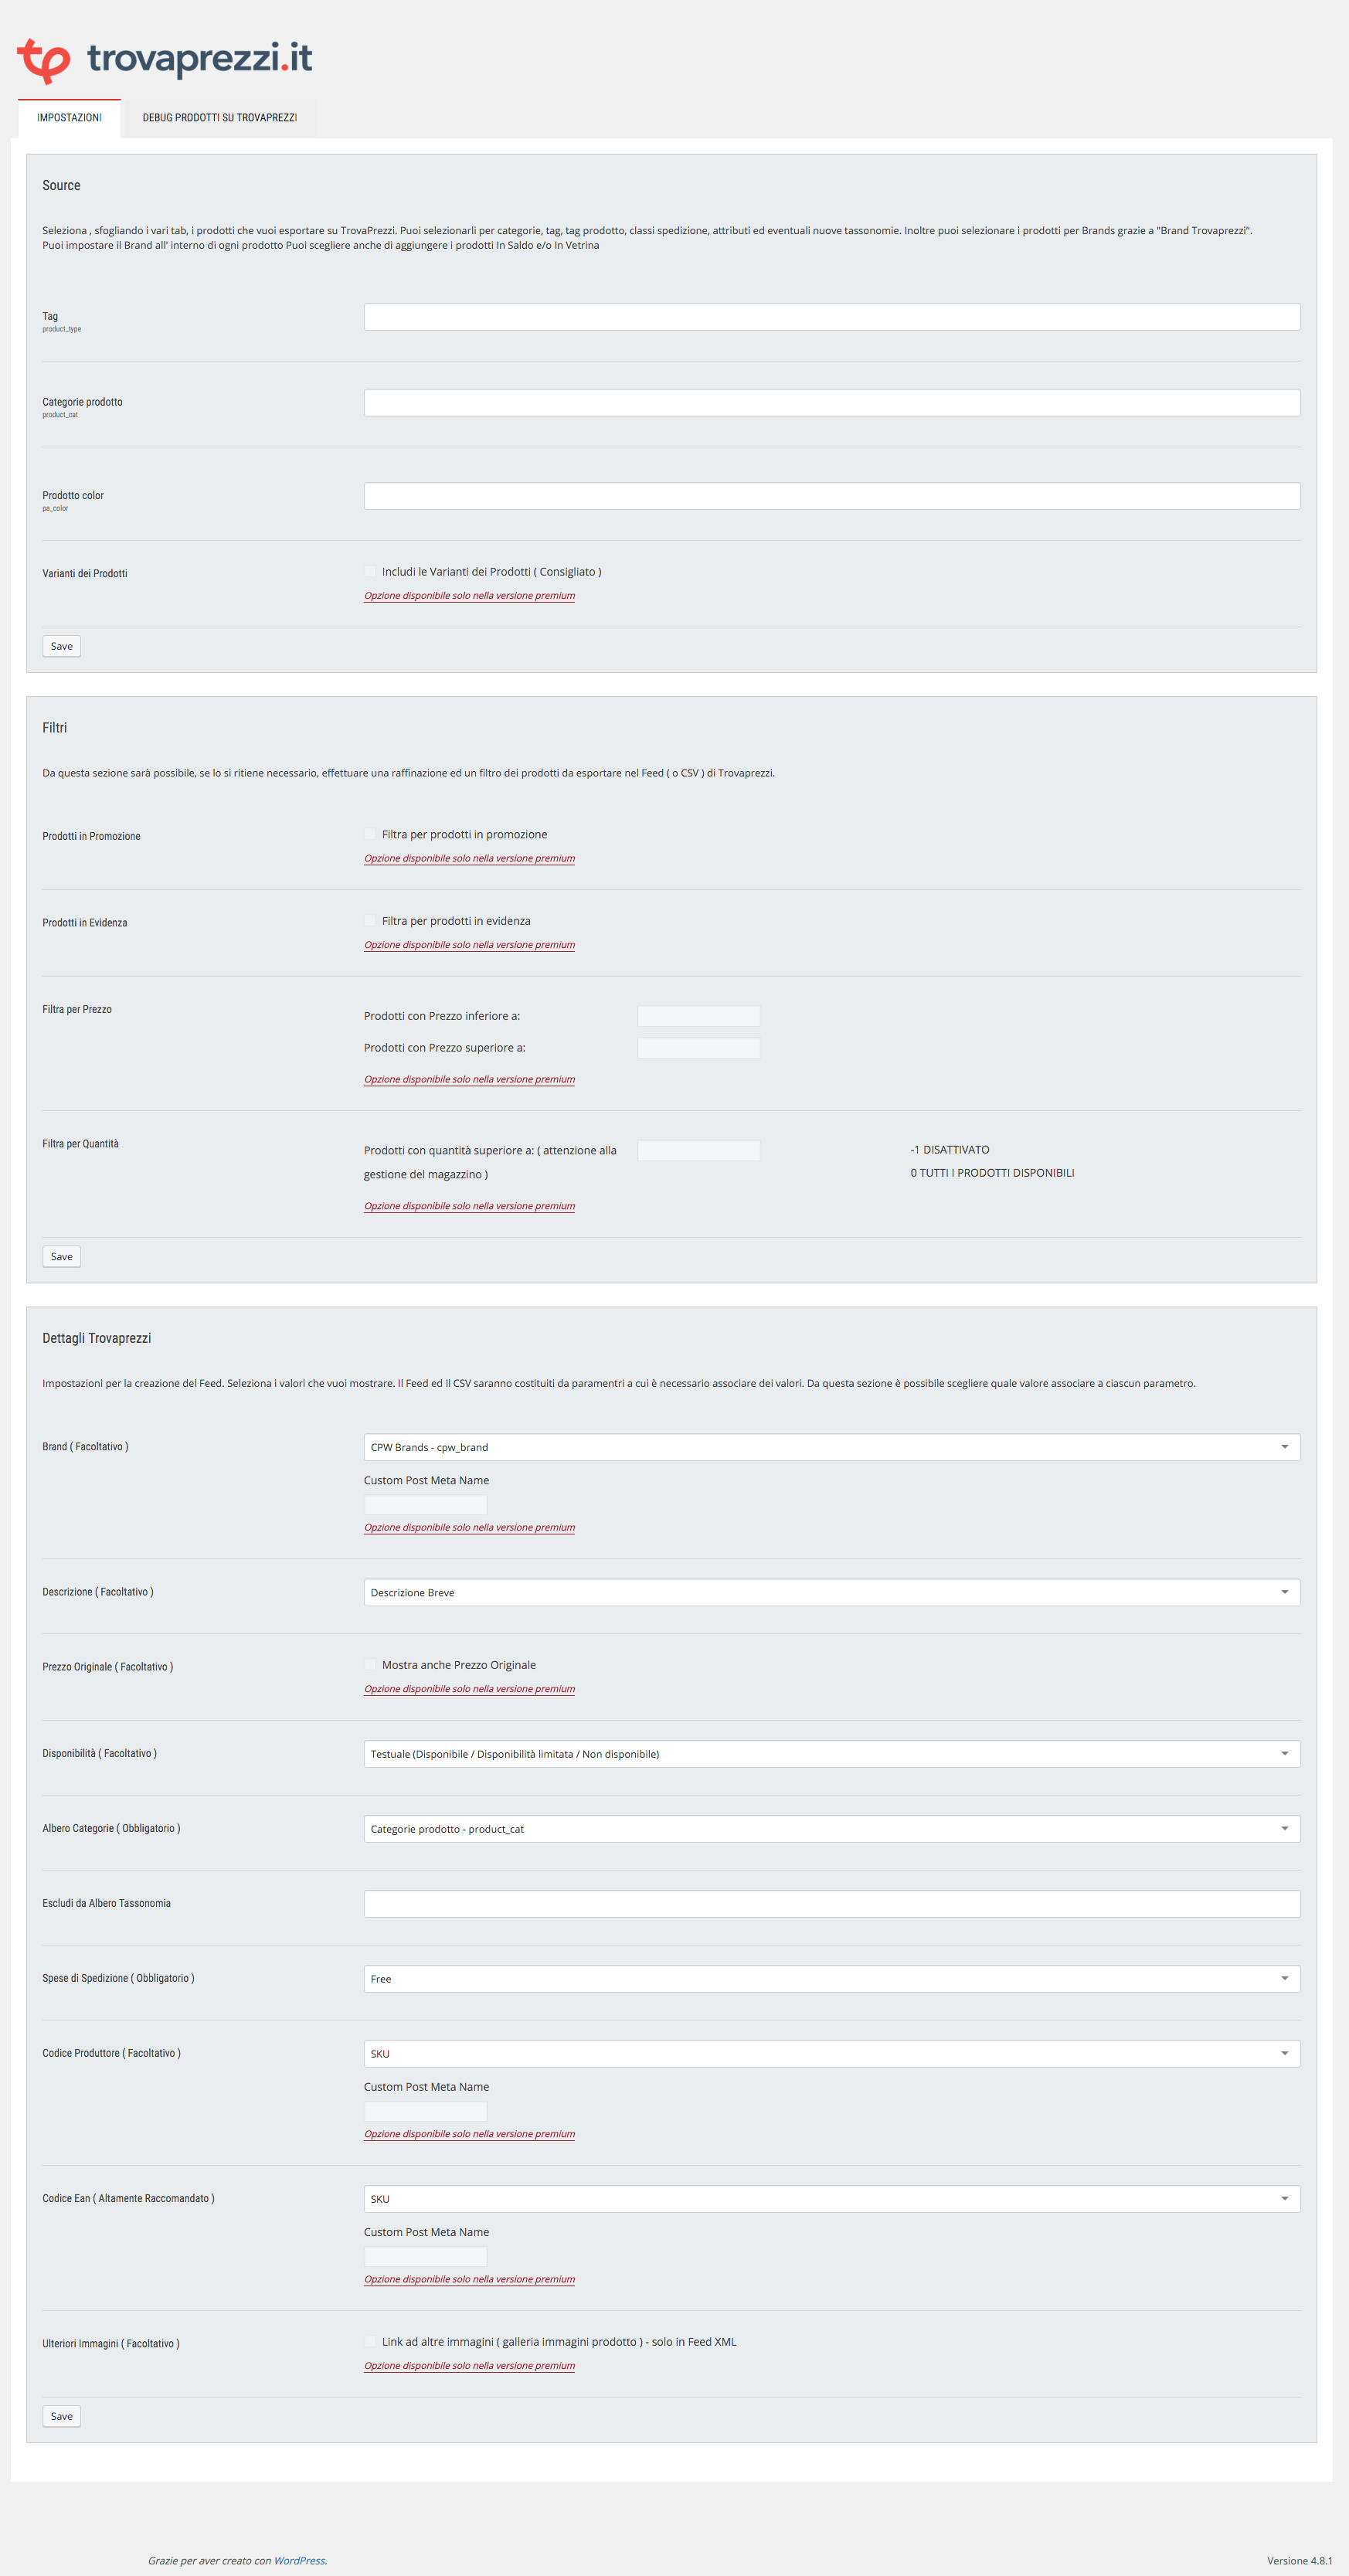 trovaprezzi.it
IMPOSTAZIONI
DEBUG PRODOTTI SU TROVAPREZZI
Source
Seleziona , sfogliando i vari tab, i prodotti che vuoi esportare su TrovaPrezzi. Puoi selezionarli per categorie, tag, tag prodotto, classi spedizione, attributi ed eventuali nuove tassonomie. Inoltre puoi selezionare i prodotti per Brands grazie a "Brand Trovaprezzi".
Puoi impostare il Brand all' interno di ogni prodotto Puoi scegliere anche di aggiungere i prodotti In Saldo e/o In Vetrina
Tag
product_type
Categorie prodotto
product_cat
Prodotto color
pa_color
Varianti dei Prodotti
Includi le Varianti dei Prodotti ( Consigliato )
Opzione disponibile solo nella versione premium
Save
Filtri
Da questa sezione sarà possibile, se lo si ritiene necessario, effettuare una raffinazione ed un filtro dei prodotti da esportare nel Feed ( o CSV ) di Trovaprezzi.
Prodotti in Promozione
Filtra per prodotti in promozione
Opzione disponibile solo nella versione premium
Prodotti in Evidenza
Filtra per prodotti in evidenza
Opzione disponibile solo nella versione premium
Filtra per Prezzo
Prodotti con Prezzo inferiore a:
Prodotti con Prezzo superiore a:
Opzione disponibile solo nella versione premium
Filtra per Quantità
Prodotti con quantità superiore a: ( attenzione alla
gestione del magazzino )
-1 DISATTIVATO
0 TUTTI I PRODOTTI DISPONIBILI
Opzione disponibile solo nella versione premium
Save
Dettagli Trovaprezzi
Impostazioni per la creazione del Feed. Seleziona i valori che vuoi mostrare. Il Feed ed il CSV saranno costituiti da paramentri a cui è necessario associare dei valori. Da questa sezione è possibile scegliere quale valore associare a ciascun parametro.
Brand ( Facoltativo )
CPW Brands - cpw_brand
Custom Post Meta Name
Opzione disponibile solo nella versione premium
Descrizione ( Facoltativo )
Descrizione Breve
Prezzo Originale ( Facoltativo )
Mostra anche Prezzo Originale
Opzione disponibile solo nella versione premium
Disponibilità ( Facoltativo )
Testuale (Disponibile / Disponibilità limitata / Non disponibile)
Albero Categorie ( Obbligatorio )
Categorie prodotto - product_cat
Escludi da Albero Tassonomia
Spese di Spedizione ( Obbligatorio )
Free
Codice Produttore ( Facoltativo )
SKU
Custom Post Meta Name
Opzione disponibile solo nella versione premium
Codice Ean ( Altamente Raccomandato )
SKU
Custom Post Meta Name
Opzione disponibile solo nella versione premium
Ulteriori Immagini ( Facoltativo )
Link ad altre immagini ( galleria immagini prodotto ) - solo in Feed XML
Opzione disponibile solo nella versione premium
Save
Grazie per aver creato con WordPress.
Versione 4.8.1